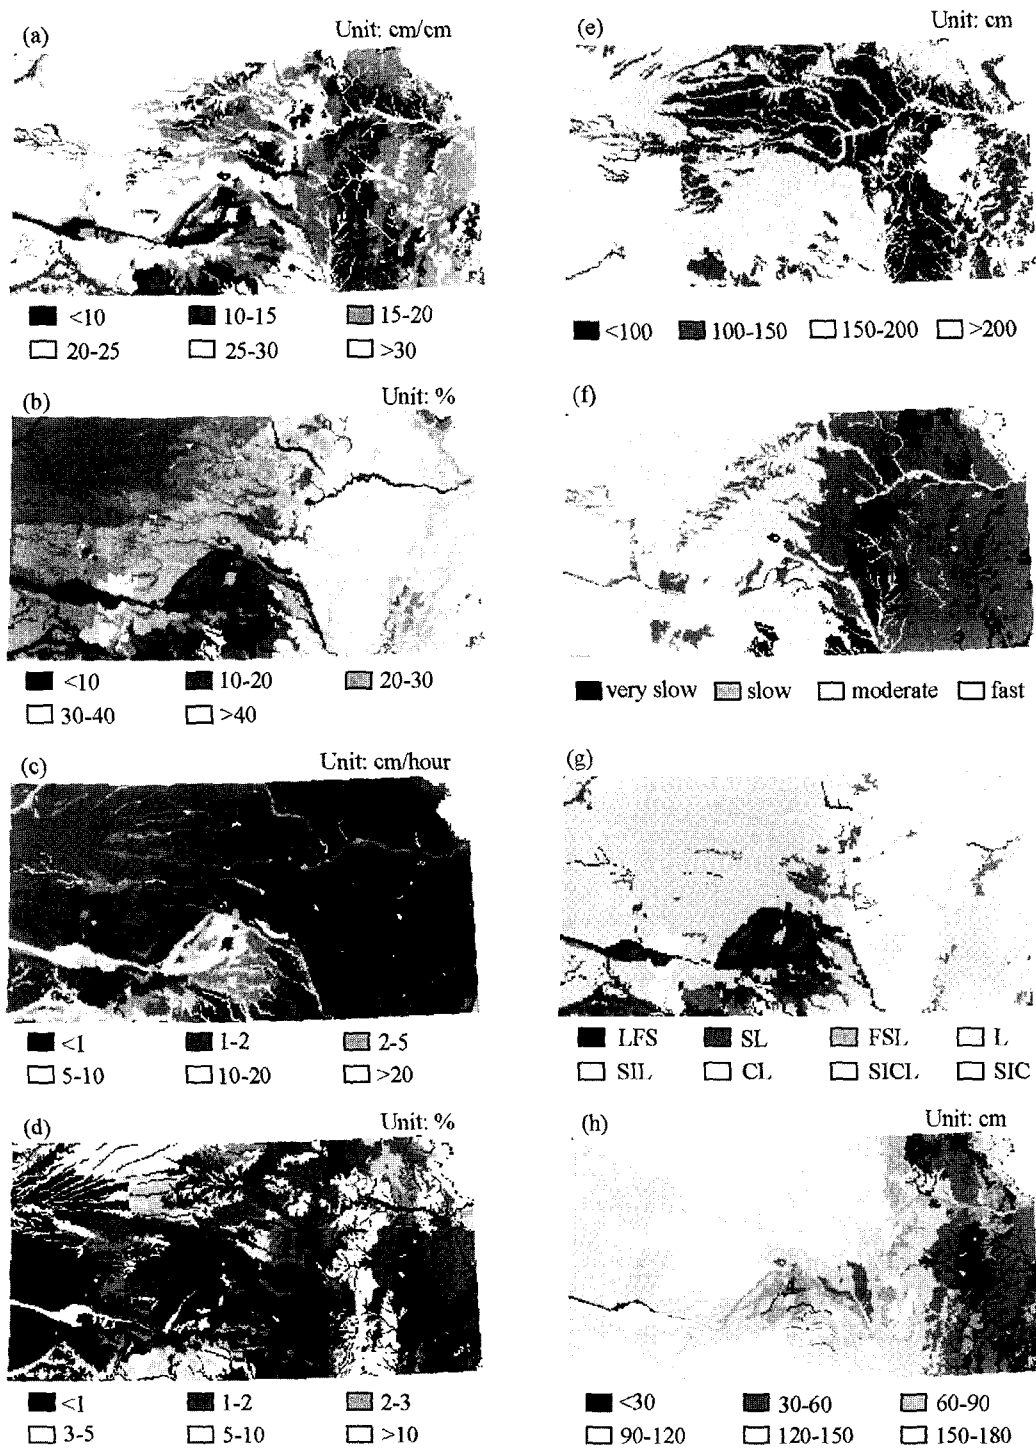 (a) Unit: cm/cm
<10 10-15 15-20
20-25 25-30 >30
(b) Unit: %
<10 10-20 20-30
30-40 >40
(c) Unit: cm/hour
<1 1-2 2-5
5-10 10-20 >20
(d) Unit: %
<1 1-2 2-3
3-5 5-10 >10
(e) Unit: cm
<100 100-150 150-200 >200
(f)
very slow slow moderate fast
(g)
LFS SL FSL L
SIL CL SICL SIC
(h) Unit: cm
<30 30-60 60-90
90-120 120-150 150-180